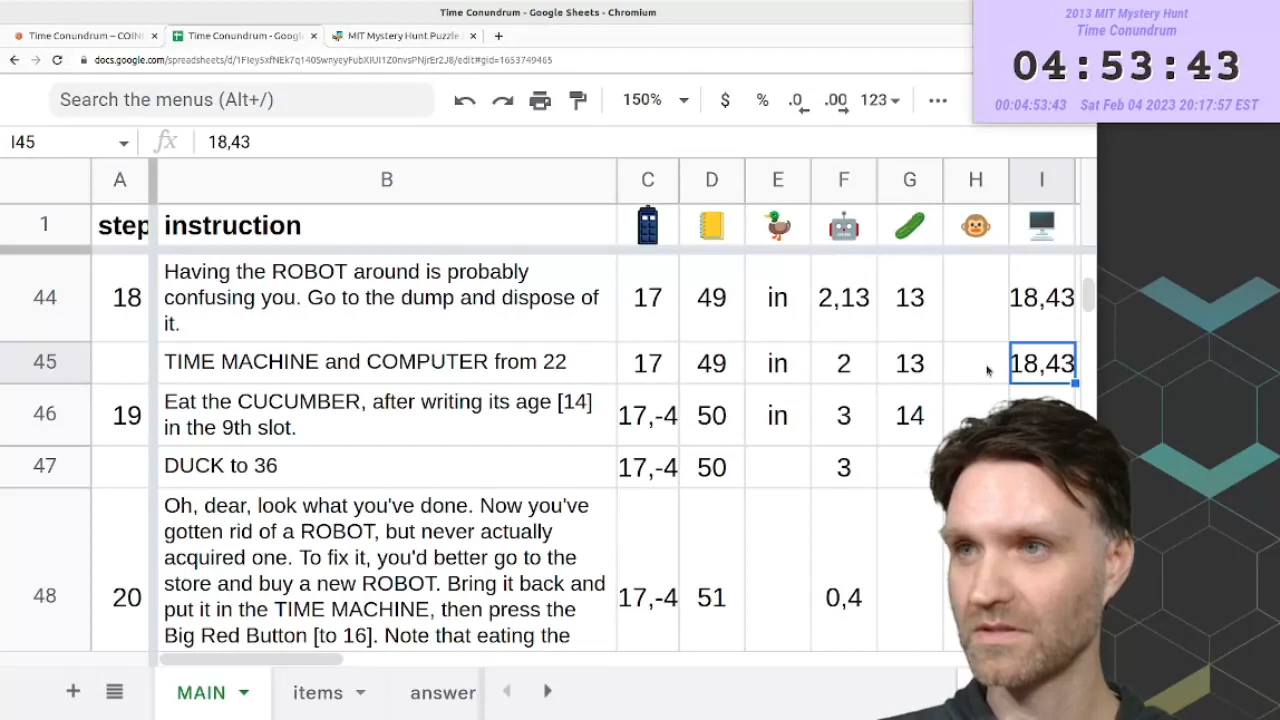 Time Conundrum - Google Sheets - Chromium
2013 MIT Mystery Hunt
Time Conundrum
04:53:43
00:04:53:43 Sat Feb 04 2023 20:17:57 EST
Time Conundrum – COIN
Time Conundrum - Googl
MIT Mystery Hunt Puzzle
Search the menus (Alt+/)
150%
$
%
.0
.00
123
I45
18,43
A B C D E F G H I
1 step instruction
44 18 Having the ROBOT around is probably
confusing you. Go to the dump and dispose of
it.
17 49 in 2,13 13 18,43
45 TIME MACHINE and COMPUTER from 22 17 49 in 2 13 18,43
46 19 Eat the CUCUMBER, after writing its age [14]
in the 9th slot.
17,-4 50 in 3 14
47 DUCK to 36 17,-4 50 3
48 20 Oh, dear, look what you've done. Now you've
gotten rid of a ROBOT, but never actually
acquired one. To fix it, you'd better go to the
store and buy a new ROBOT. Bring it back and
put it in the TIME MACHINE, then press the
Big Red Button [to 16]. Note that eating the
17,-4 51 0,4
MAIN items answer